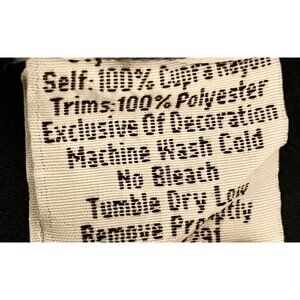 Self: 100% Cupra Rayon
Trims: 100% Polyester
Exclusive Of Decoration
Machine Wash Cold
No Bleach
Tumble Dry Low
Remove Promptly